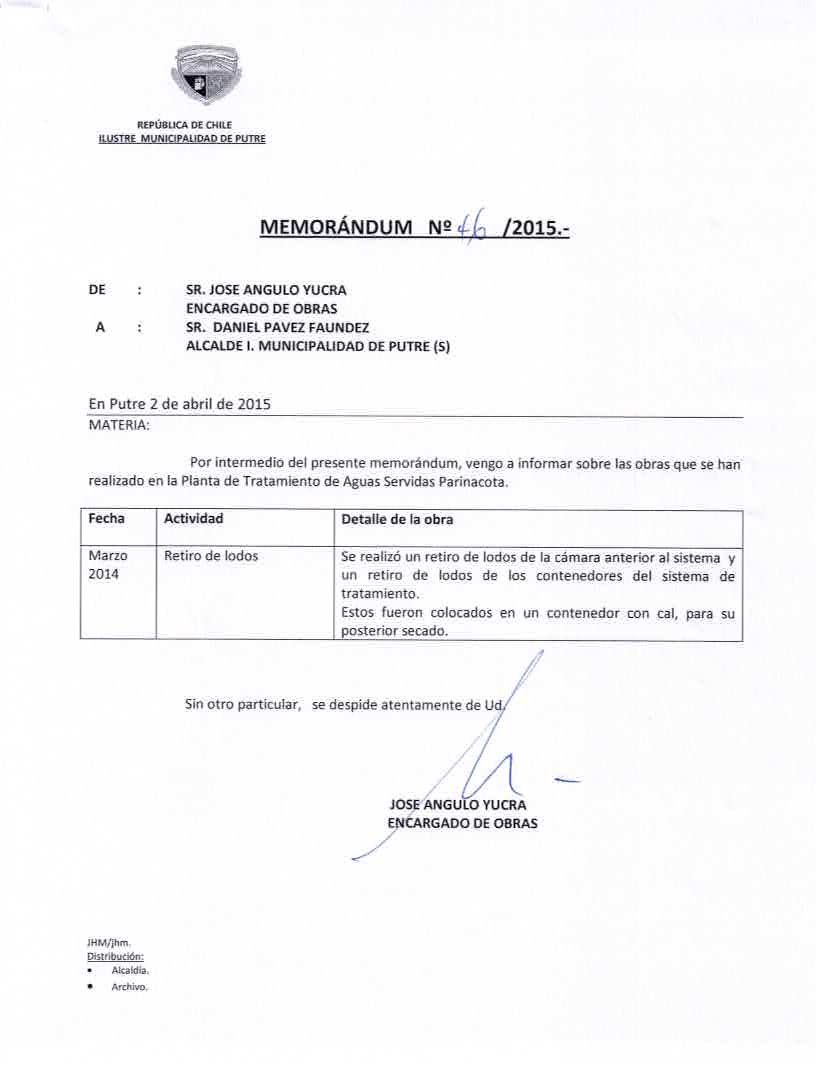 REPÚBLICA DE CHILE
ILUSTRE MUNICIPALIDAD DE PUTRE
MEMORÁNDUM Nº 46 /2015.-
DE : SR. JOSE ANGULO YUCRA
ENCARGADO DE OBRAS
A : SR. DANIEL PAVEZ FAUNDEZ
ALCALDE I. MUNICIPALIDAD DE PUTRE (S)
En Putre 2 de abril de 2015
MATERIA:
Por intermedio del presente memorándum, vengo a informar sobre las obras que se han
realizado en la Planta de Tratamiento de Aguas Servidas Parinacota.
Fecha Actividad Detalle de la obra
Marzo Retiro de lodos Se realizó un retiro de lodos de la cámara anterior al sistema y
2014 un retiro de lodos de los contenedores del sistema de
tratamiento.
Estos fueron colocados en un contenedor con cal, para su
posterior secado.
Sin otro particular, se despide atentamente de Ud.
JOSE ANGULO YUCRA
ENCARGADO DE OBRAS
JHM/jhm.
Distribución:
• Alcaldía.
• Archivo.